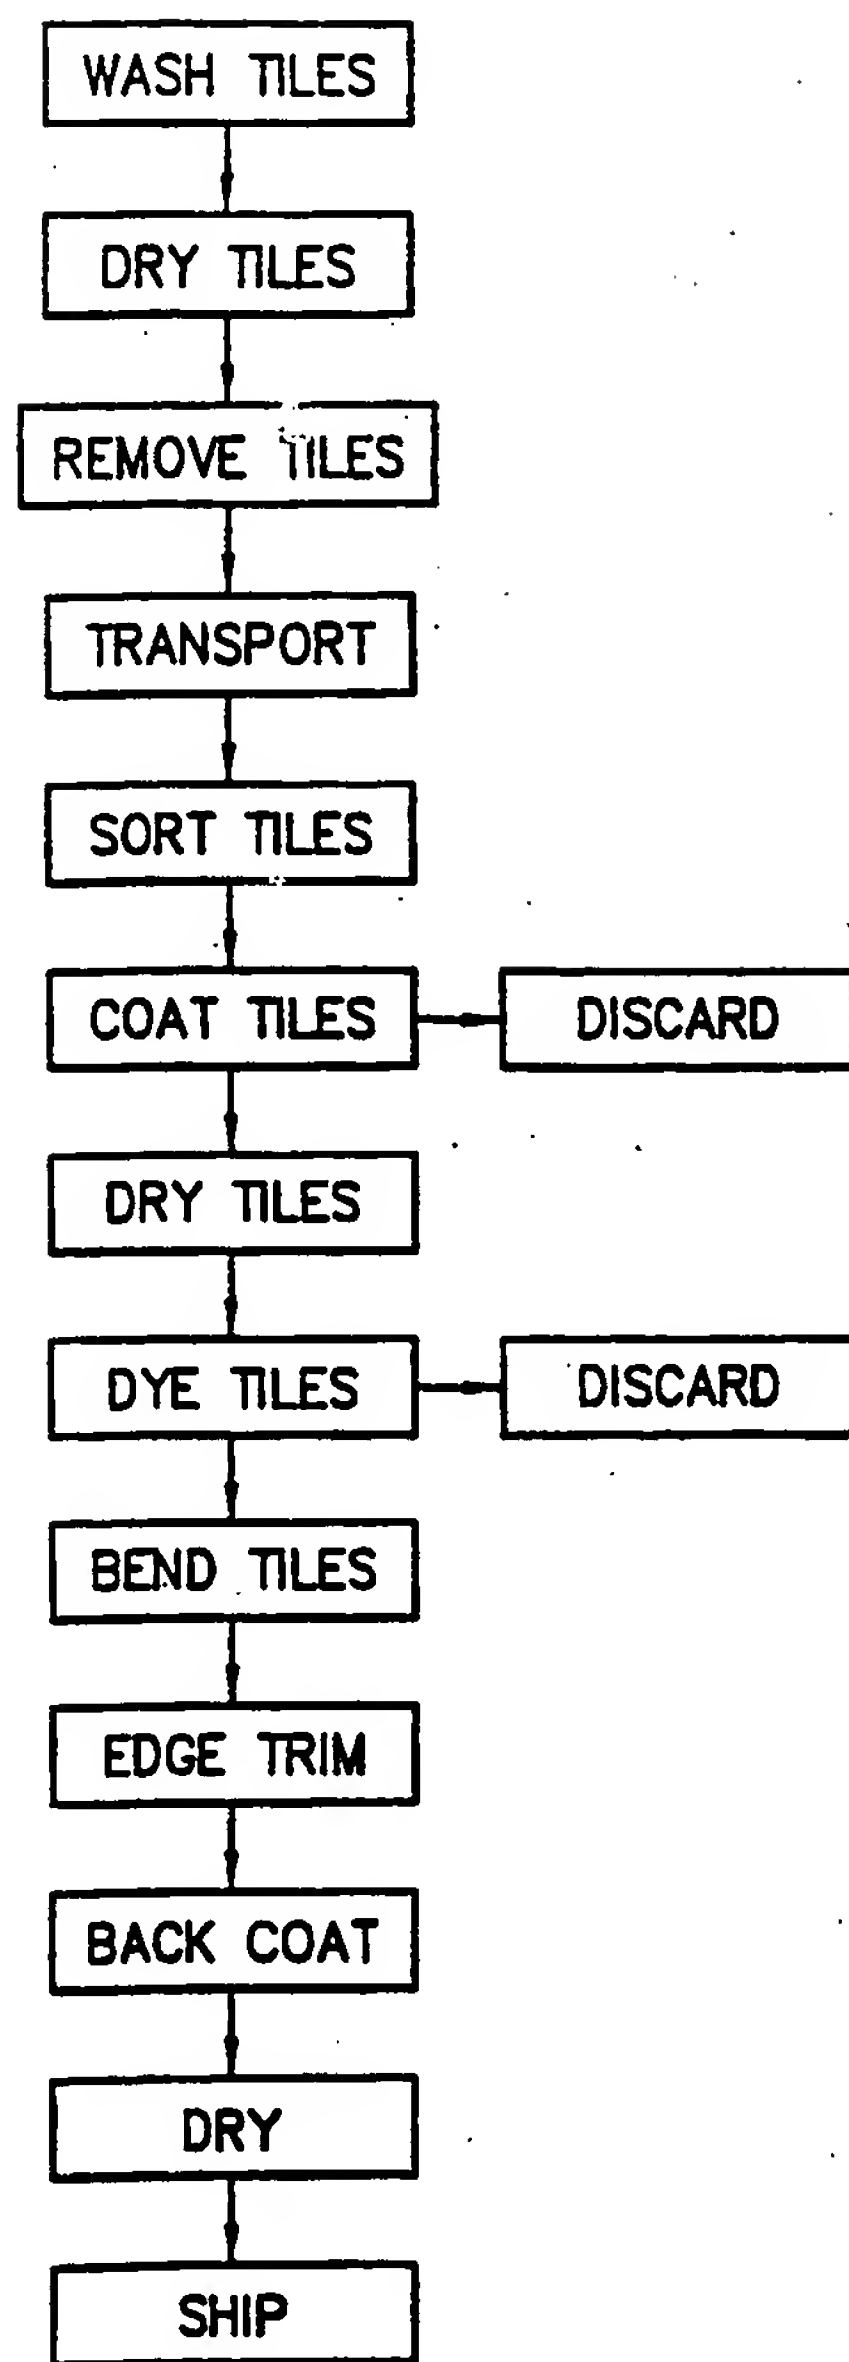 WASH TILES
DRY TILES
REMOVE TILES
TRANSPORT
SORT TILES
COAT TILES
DISCARD
DRY TILES
DYE TILES
DISCARD
BEND TILES
EDGE TRIM
BACK COAT
DRY
SHIP